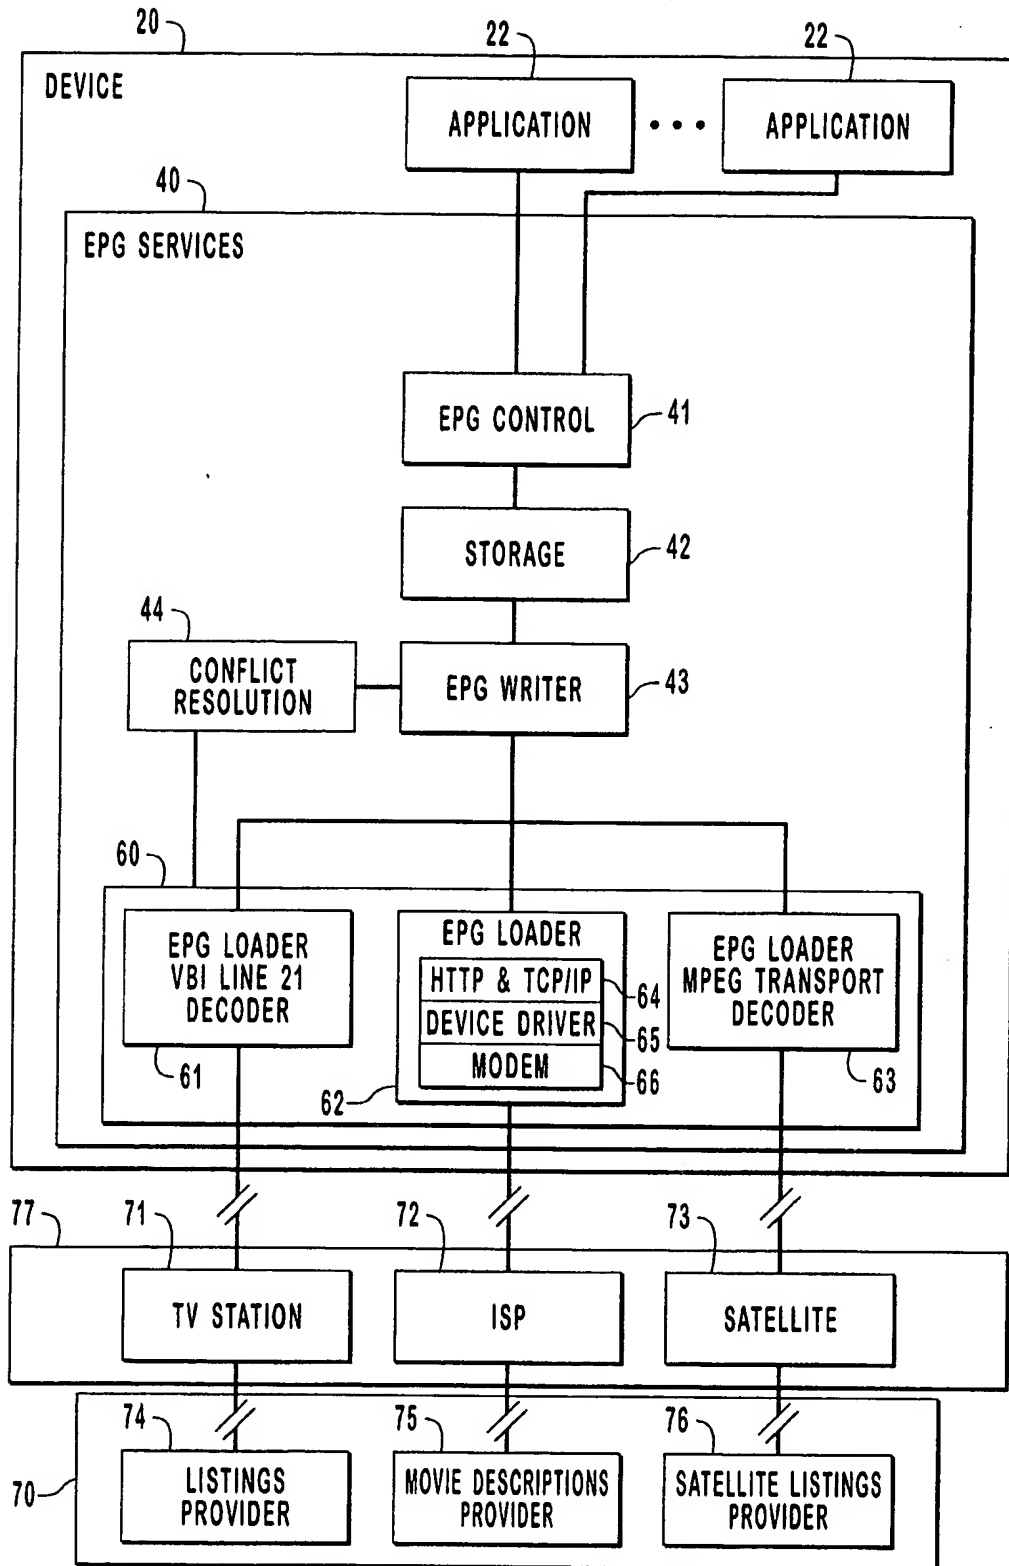 20
22
22
DEVICE
APPLICATION
• • •
APPLICATION
40
EPG SERVICES
EPG CONTROL
41
STORAGE
42
44
CONFLICT
RESOLUTION
EPG WRITER
43
60
EPG LOADER
VBI LINE 21
DECODER
61
EPG LOADER
HTTP & TCP/IP
64
DEVICE DRIVER
65
MODEM
66
62
EPG LOADER
MPEG TRANSPORT
DECODER
63
77
71
72
73
TV STATION
ISP
SATELLITE
74
75
76
70
LISTINGS
PROVIDER
MOVIE DESCRIPTIONS
PROVIDER
SATELLITE LISTINGS
PROVIDER